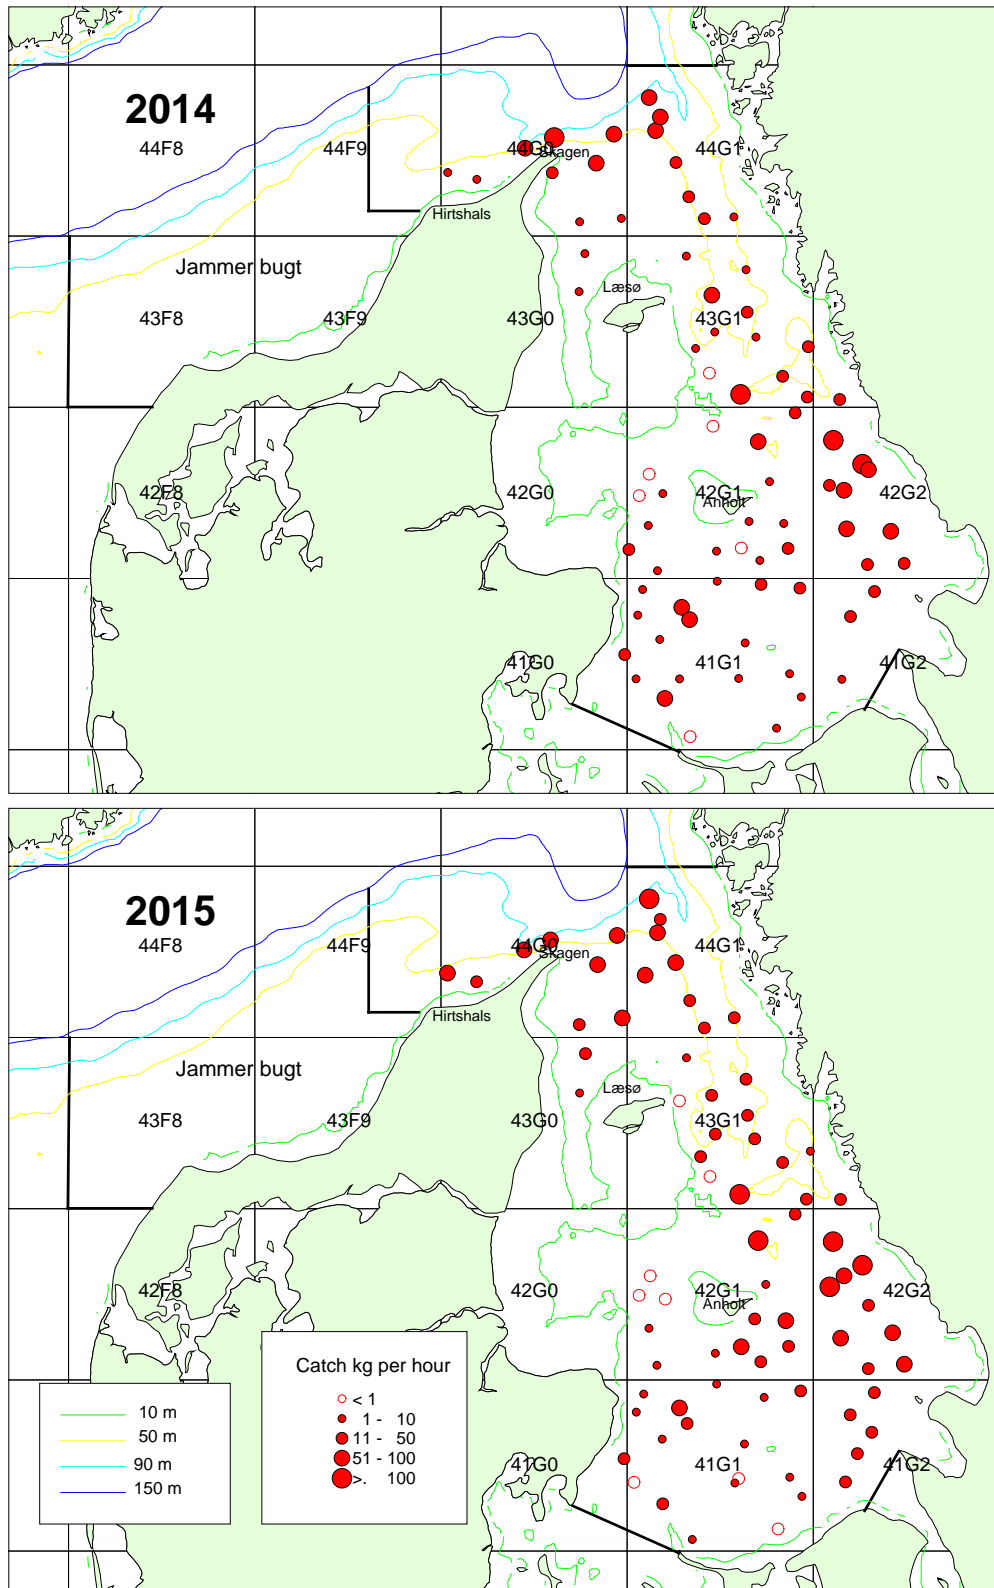 2014
44F8
44F9
44G0
44G1
Skagen
Hirtshals
Jammer bugt
Læsø
43F8
43F9
43G0
43G1
42F8
42G0
42G1
42G2
Anholt
41G0
41G1
41G2
2015
44F8
44F9
44G0
44G1
Skagen
Hirtshals
Jammer bugt
Læsø
43F8
43F9
43G0
43G1
42F8
42G0
42G1
42G2
Anholt
Catch kg per hour
< 1
1 - 10
11 - 50
51 - 100
>. 100
10 m
50 m
90 m
150 m
41G0
41G1
41G2